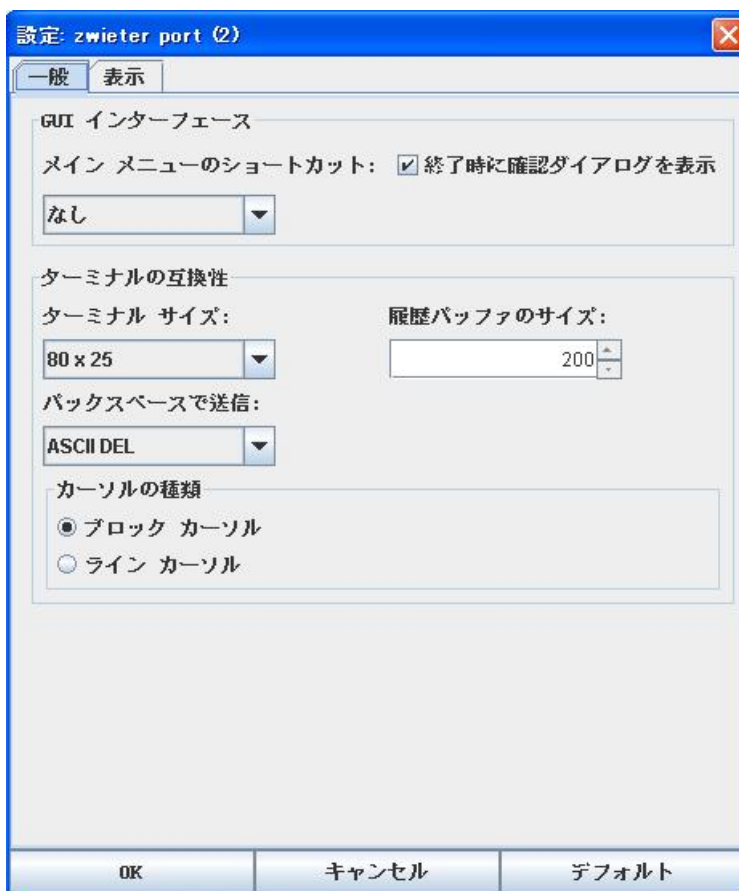 設定: zwieter port (2)
一般 表示
GUI インターフェース
メイン メニューのショートカット: 終了時に確認ダイアログを表示
なし
ターミナルの互換性
ターミナル サイズ: 履歴バッファのサイズ:
80 x 25 200
バックスペースで送信:
ASCII DEL
カーソルの種類
ブロック カーソル
ライン カーソル
OK キャンセル デフォルト